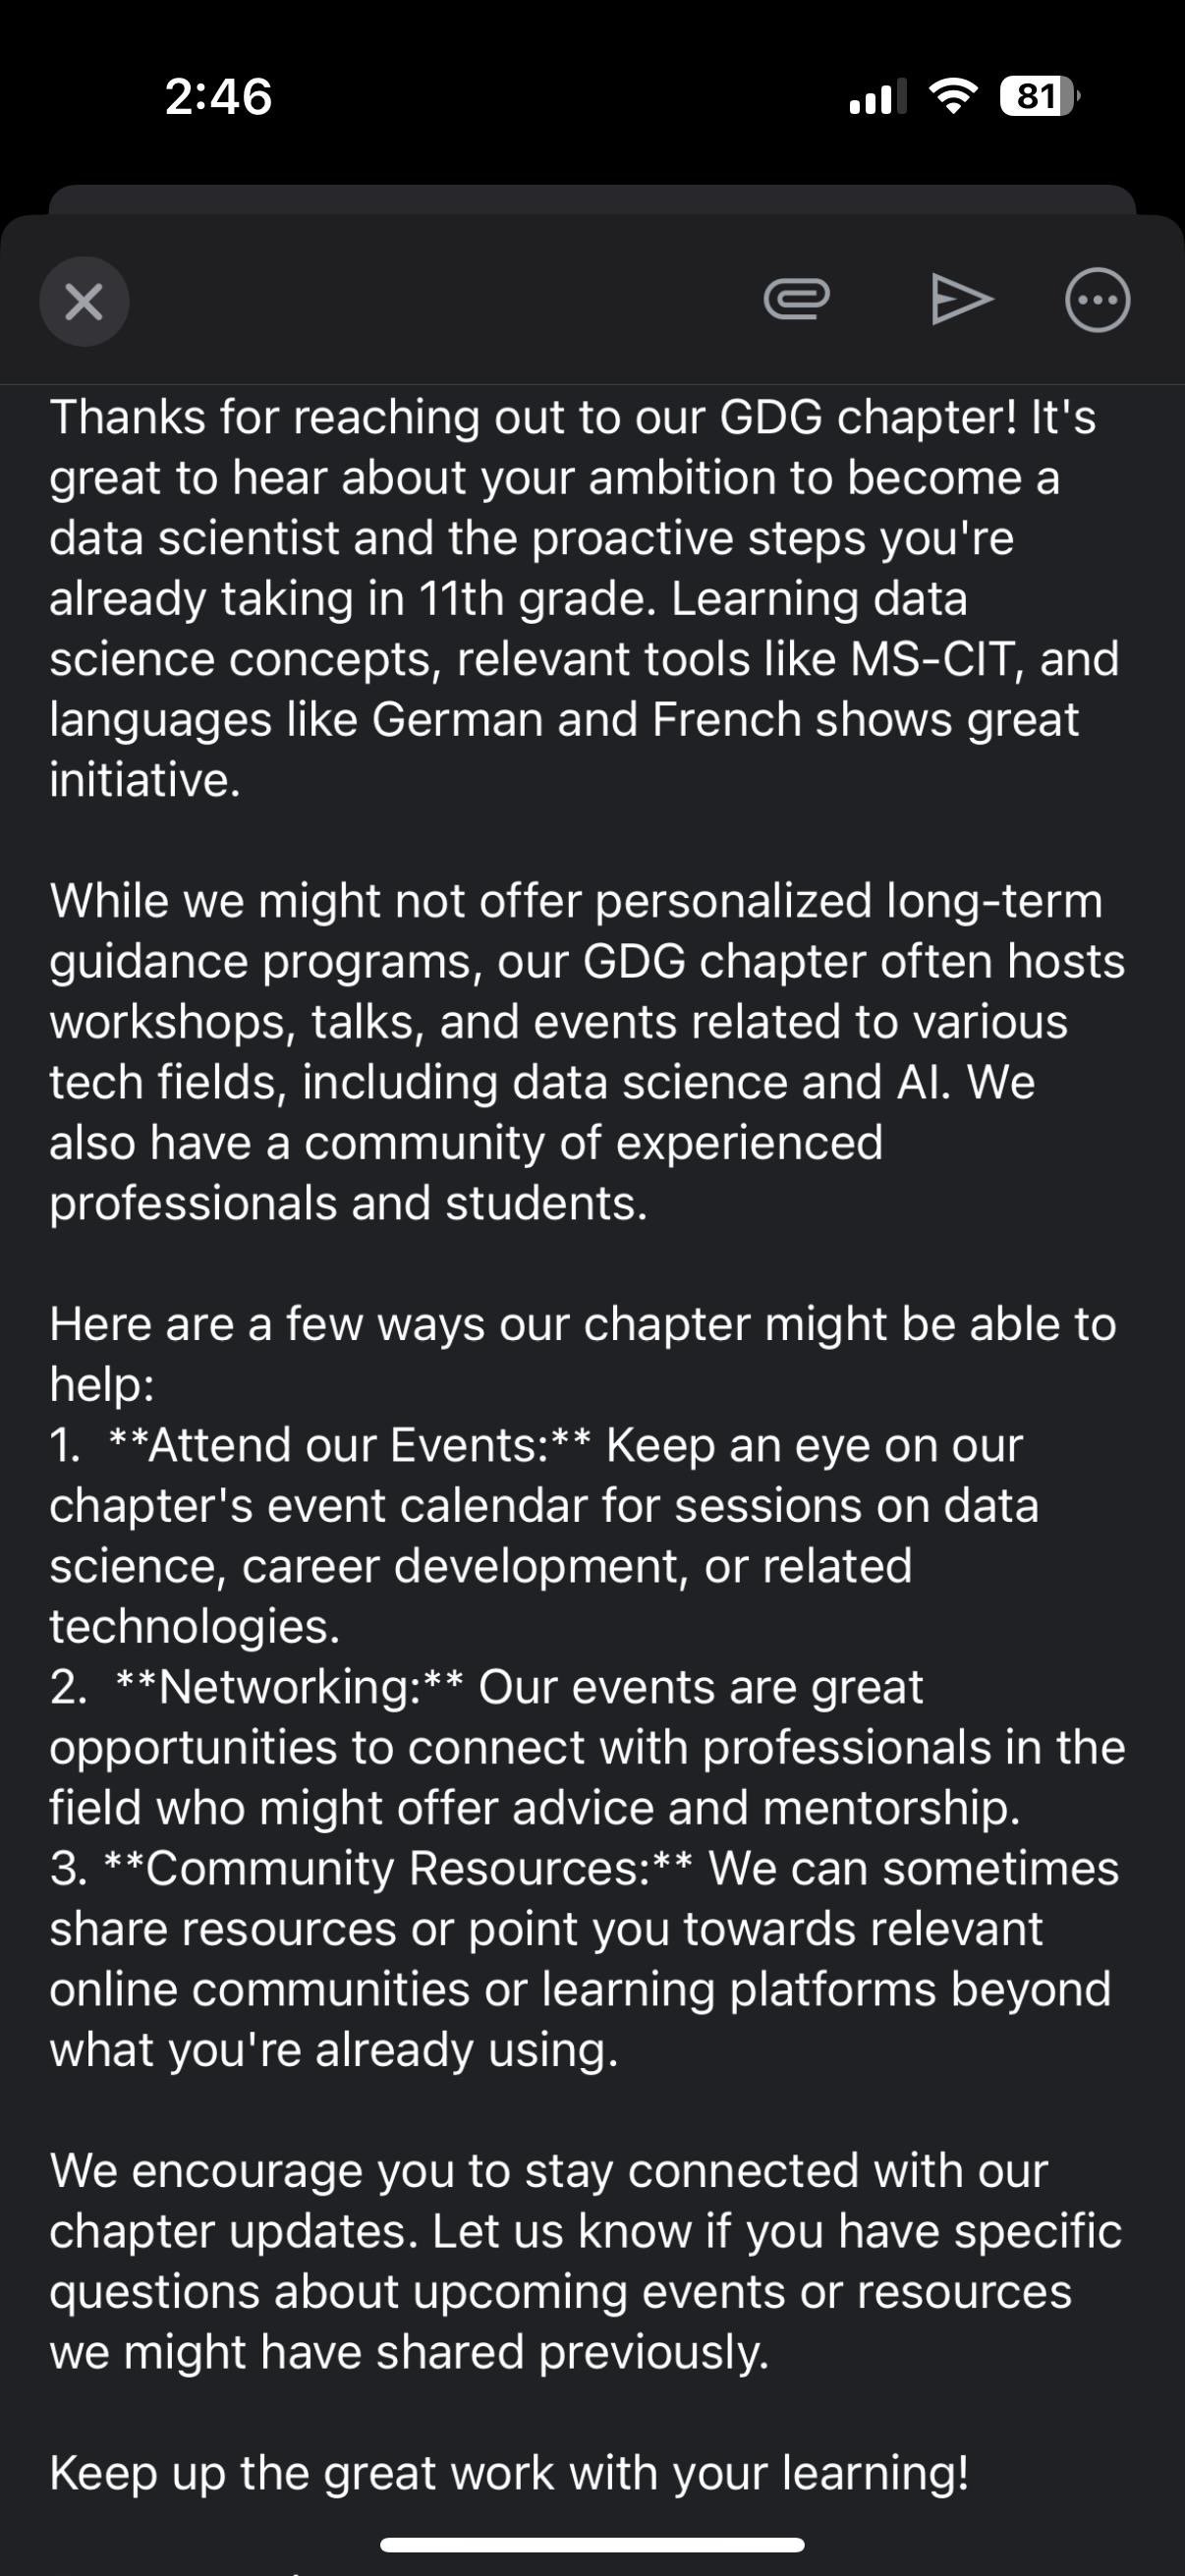 2:46
81
Thanks for reaching out to our GDG chapter! It's
great to hear about your ambition to become a
data scientist and the proactive steps you're
already taking in 11th grade. Learning data
science concepts, relevant tools like MS-CIT, and
languages like German and French shows great
initiative.
While we might not offer personalized long-term
guidance programs, our GDG chapter often hosts
workshops, talks, and events related to various
tech fields, including data science and AI. We
also have a community of experienced
professionals and students.
Here are a few ways our chapter might be able to
help:
1.  **Attend our Events:** Keep an eye on our
chapter's event calendar for sessions on data
science, career development, or related
technologies.
2.  **Networking:** Our events are great
opportunities to connect with professionals in the
field who might offer advice and mentorship.
3. **Community Resources:** We can sometimes
share resources or point you towards relevant
online communities or learning platforms beyond
what you're already using.
We encourage you to stay connected with our
chapter updates. Let us know if you have specific
questions about upcoming events or resources
we might have shared previously.
Keep up the great work with your learning!